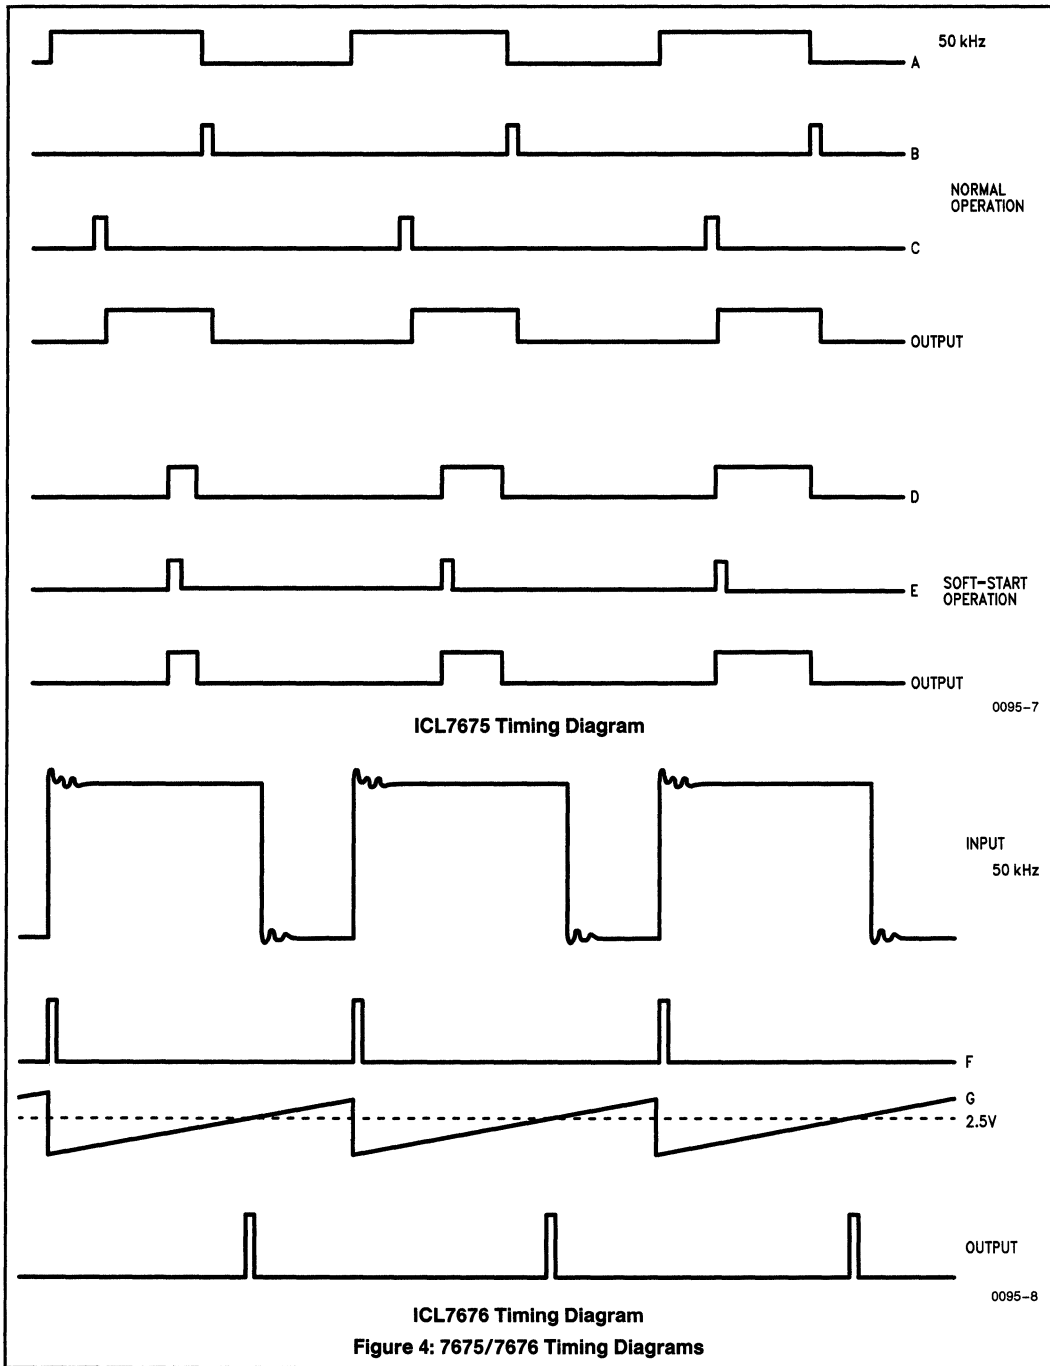 50 kHz
A
B
NORMAL
OPERATION
C
OUTPUT
D
E
SOFT-START
OPERATION
OUTPUT
0095-7
ICL7675 Timing Diagram
INPUT
50 kHz
F
G
2.5V
OUTPUT
0095-8
ICL7676 Timing Diagram
Figure 4: 7675/7676 Timing Diagrams